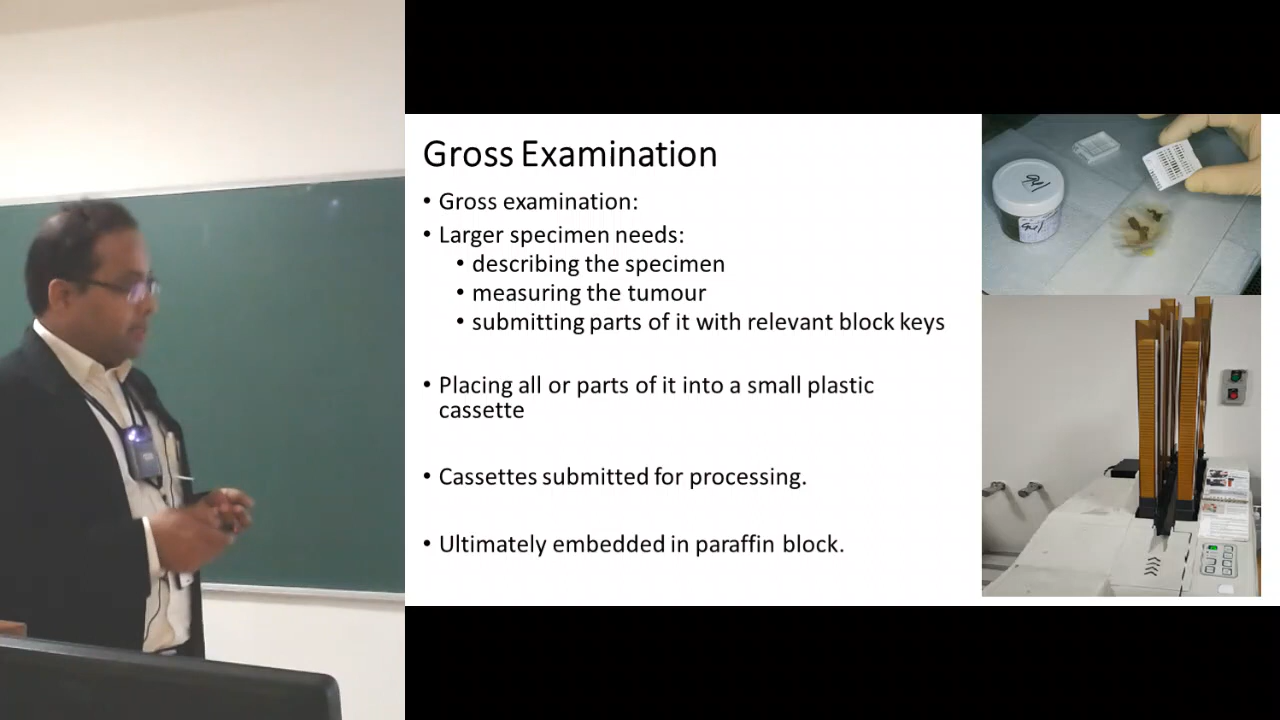 Gross Examination
• Gross examination:
• Larger specimen needs:
• describing the specimen
• measuring the tumour
• submitting parts of it with relevant block keys
• Placing all or parts of it into a small plastic
cassette
• Cassettes submitted for processing.
• Ultimately embedded in paraffin block.